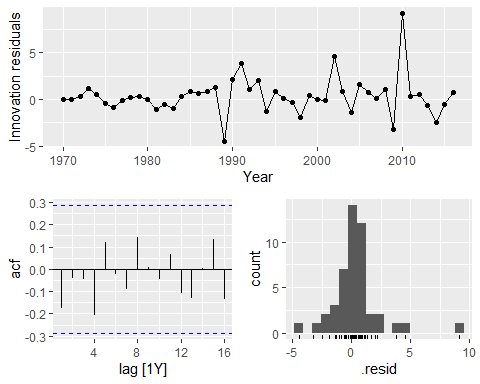 Innovation residuals
5
0
-5
1970 1980 1990 2000 2010
Year
acf
0.3
0.2
0.1
0.0
-0.1
-0.2
-0.3
4 8 12 16
lag [1Y]
count
10
5
0
-5 0 5 10
.resid